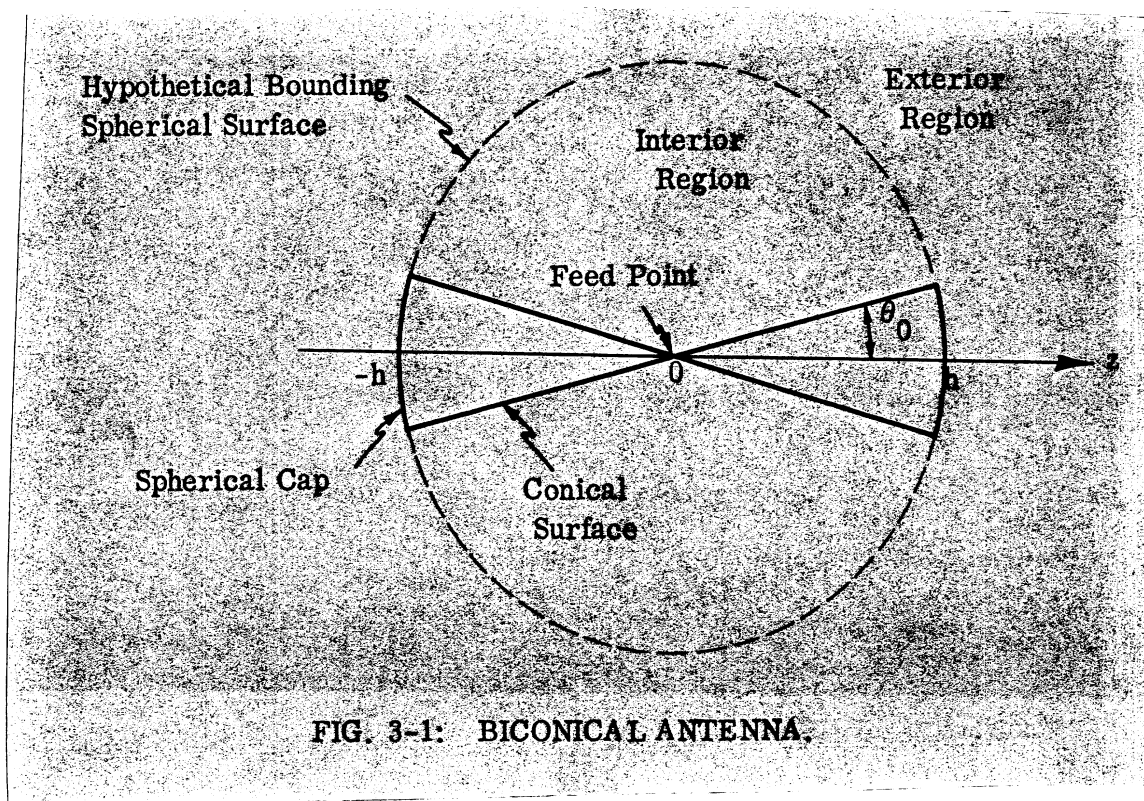 Hypothetical Bounding
Spherical Surface
Exterior
Region
Interior
Region
Feed Point
θ0
-h
0
h
z
Spherical Cap
Conical
Surface
FIG. 3-1: BICONICAL ANTENNA.